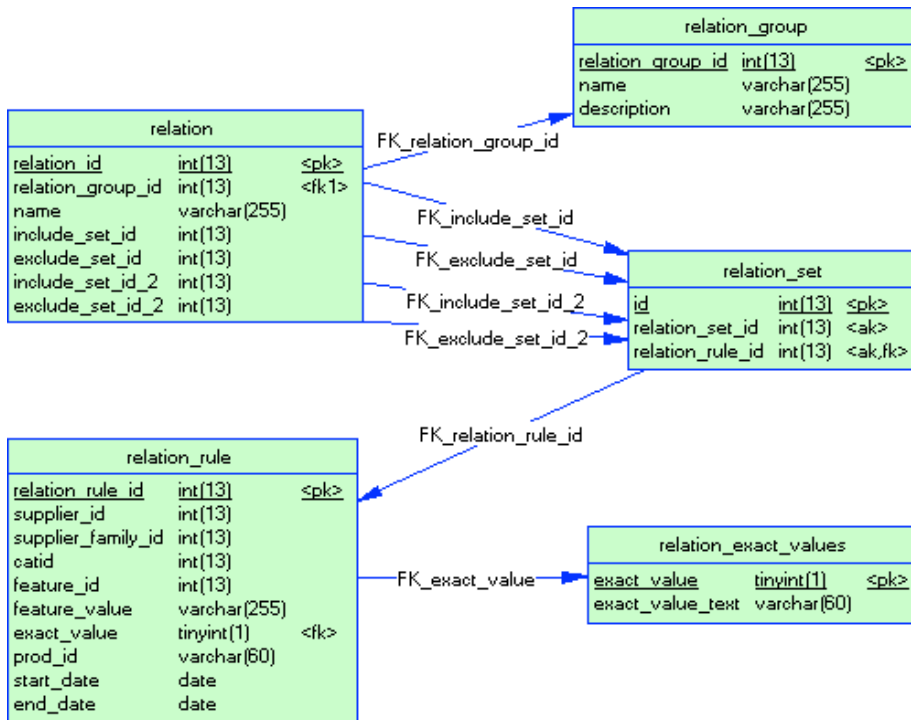 relation_group
relation_group_id int(13) <pk>
name varchar(255)
description varchar(255)
relation
relation_id int(13) <pk>
relation_group_id int(13) <fk1>
name varchar(255)
include_set_id int(13)
exclude_set_id int(13)
include_set_id_2 int(13)
exclude_set_id_2 int(13)
FK_relation_group_id
FK_include_set_id
FK_exclude_set_id
FK_include_set_id_2
FK_exclude_set_id_2
relation_set
id int(13) <pk>
relation_set_id int(13) <ak>
relation_rule_id int(13) <ak,fk>
FK_relation_rule_id
relation_rule
relation_rule_id int(13) <pk>
supplier_id int(13)
supplier_family_id int(13)
catid int(13)
feature_id int(13)
feature_value varchar(255)
exact_value tinyint(1) <fk>
prod_id varchar(60)
start_date date
end_date date
FK_exact_value
relation_exact_values
exact_value tinyint(1) <pk>
exact_value_text varchar(60)